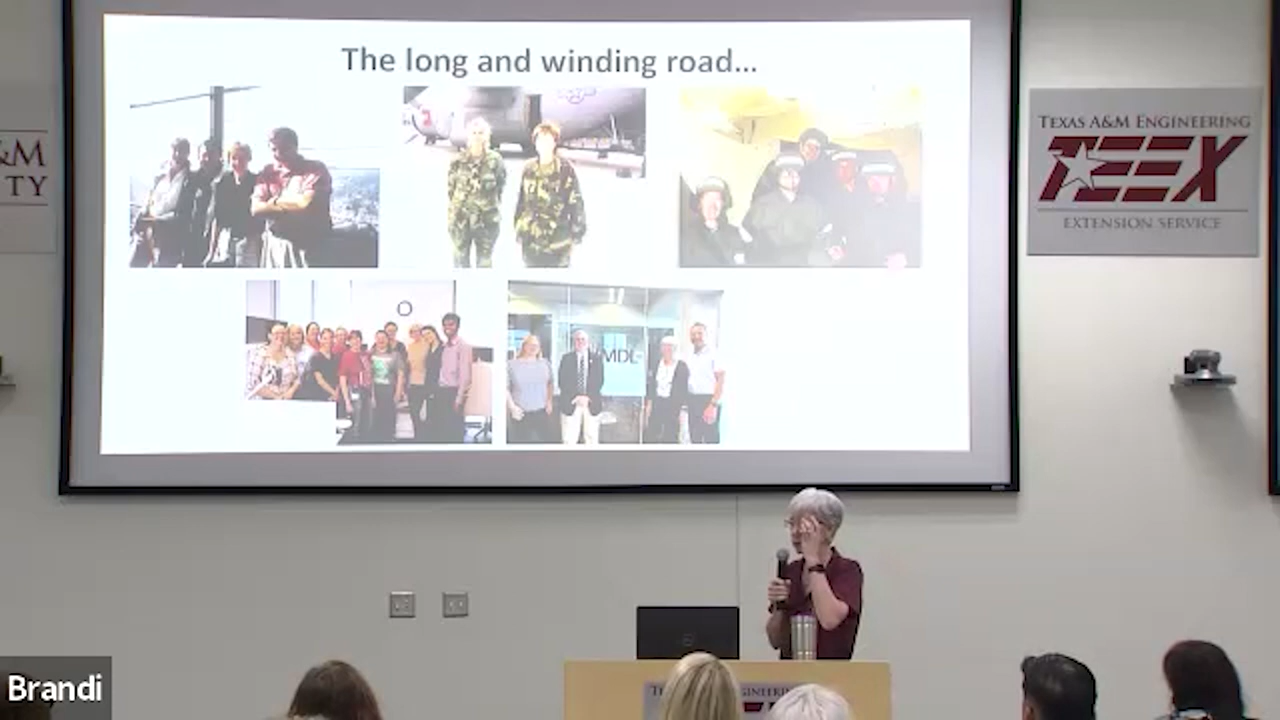 The long and winding road...
&M
TY
TEXAS A&M ENGINEERING
TEEX
EXTENSION SERVICE
MDL
Brandi